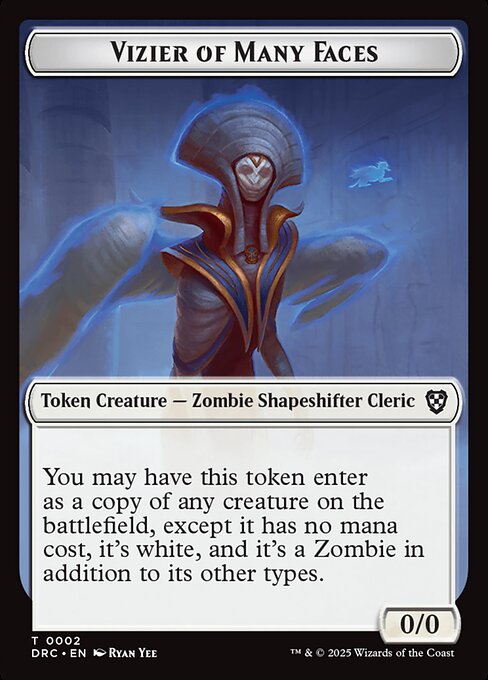 Vizier of Many Faces
Token Creature — Zombie Shapeshifter Cleric
You may have this token enter
as a copy of any creature on the
battlefield, except it has no mana
cost, it's white, and it's a Zombie in
addition to its other types.
0/0
T 0002
DRC • EN Ryan Yee
™ & © 2025 Wizards of the Coast